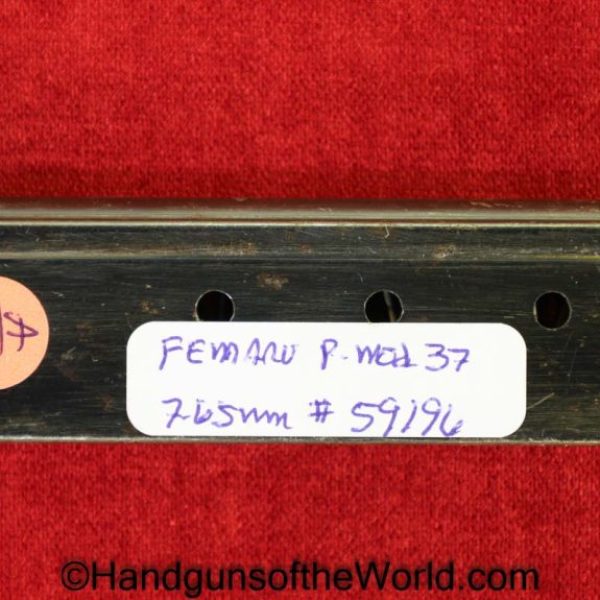 FEMARU P-MOD 37
7.65mm # 59196
©HandgunsoftheWorld.com